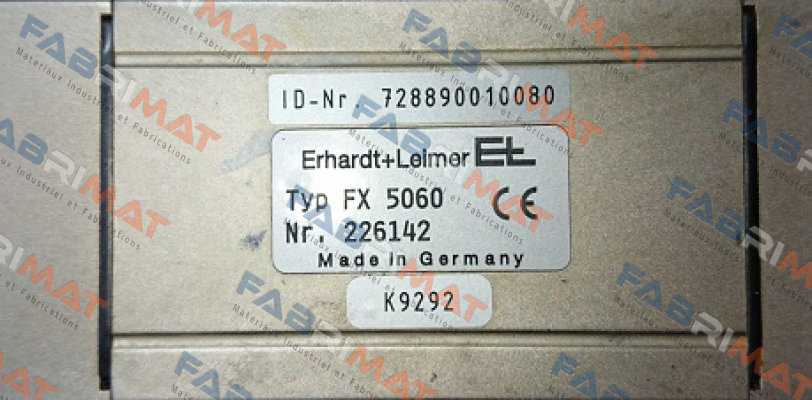 ID-Nr. 728890010080
Erhardt+Leimer E+L
Typ FX 5060 CE
Nr. 226142
Made in Germany
K9292
FABRIMAT
Materiaux Industriel et Fabrications